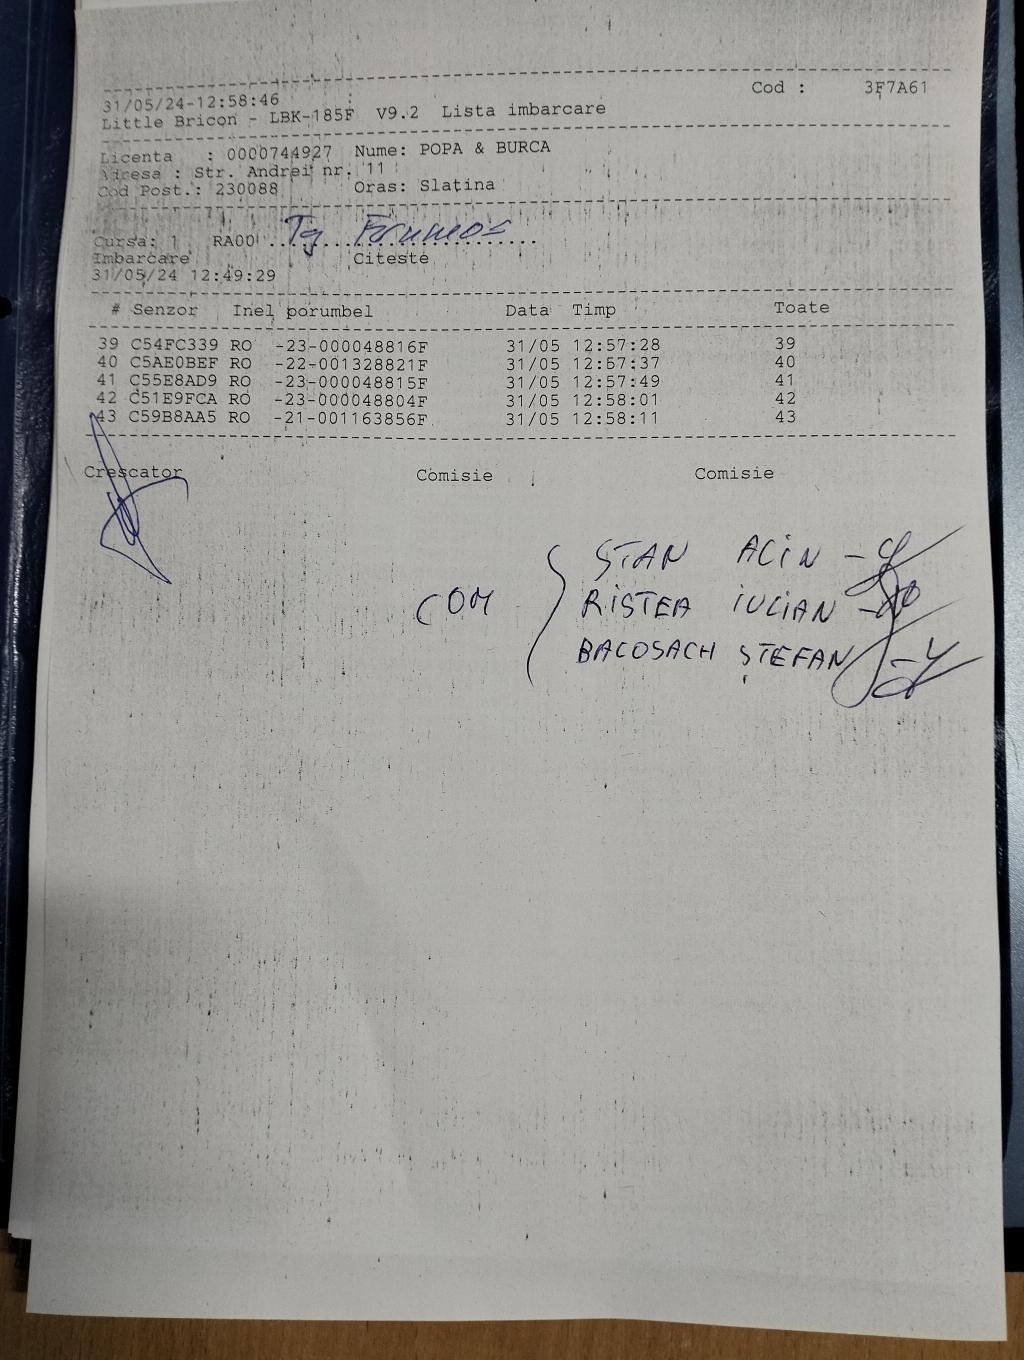 Cod : 3F7A61
31/05/24-12:58:46
Little Bricon - LBK-185F V9.2 Lista imbarcare
Licenta : 0000744927 Nume: POPA & BURCA
Adresa : Str. Andrei nr. 11
Cod Post.: 230088 Oras: Slatina
Cursa: 1 RA00 Tg Frumos
Imbarcare Citeste
31/05/24 12:49:29
# Senzor Inel porumbel Data Timp Toate
39 C54FC339 RO -23-000048816F 31/05 12:57:28 39
40 C5AE0BEF RO -22-001328821F 31/05 12:57:37 40
41 C55E8AD9 RO -23-000048815F 31/05 12:57:49 41
42 C51E9FCA RO -23-000048804F 31/05 12:58:01 42
43 C59B8AA5 RO -21-001163856F 31/05 12:58:11 43
Crescator Comisie Comisie
STAN ALIN
COM RISTEA IULIAN
BACOSACH ȘTEFAN